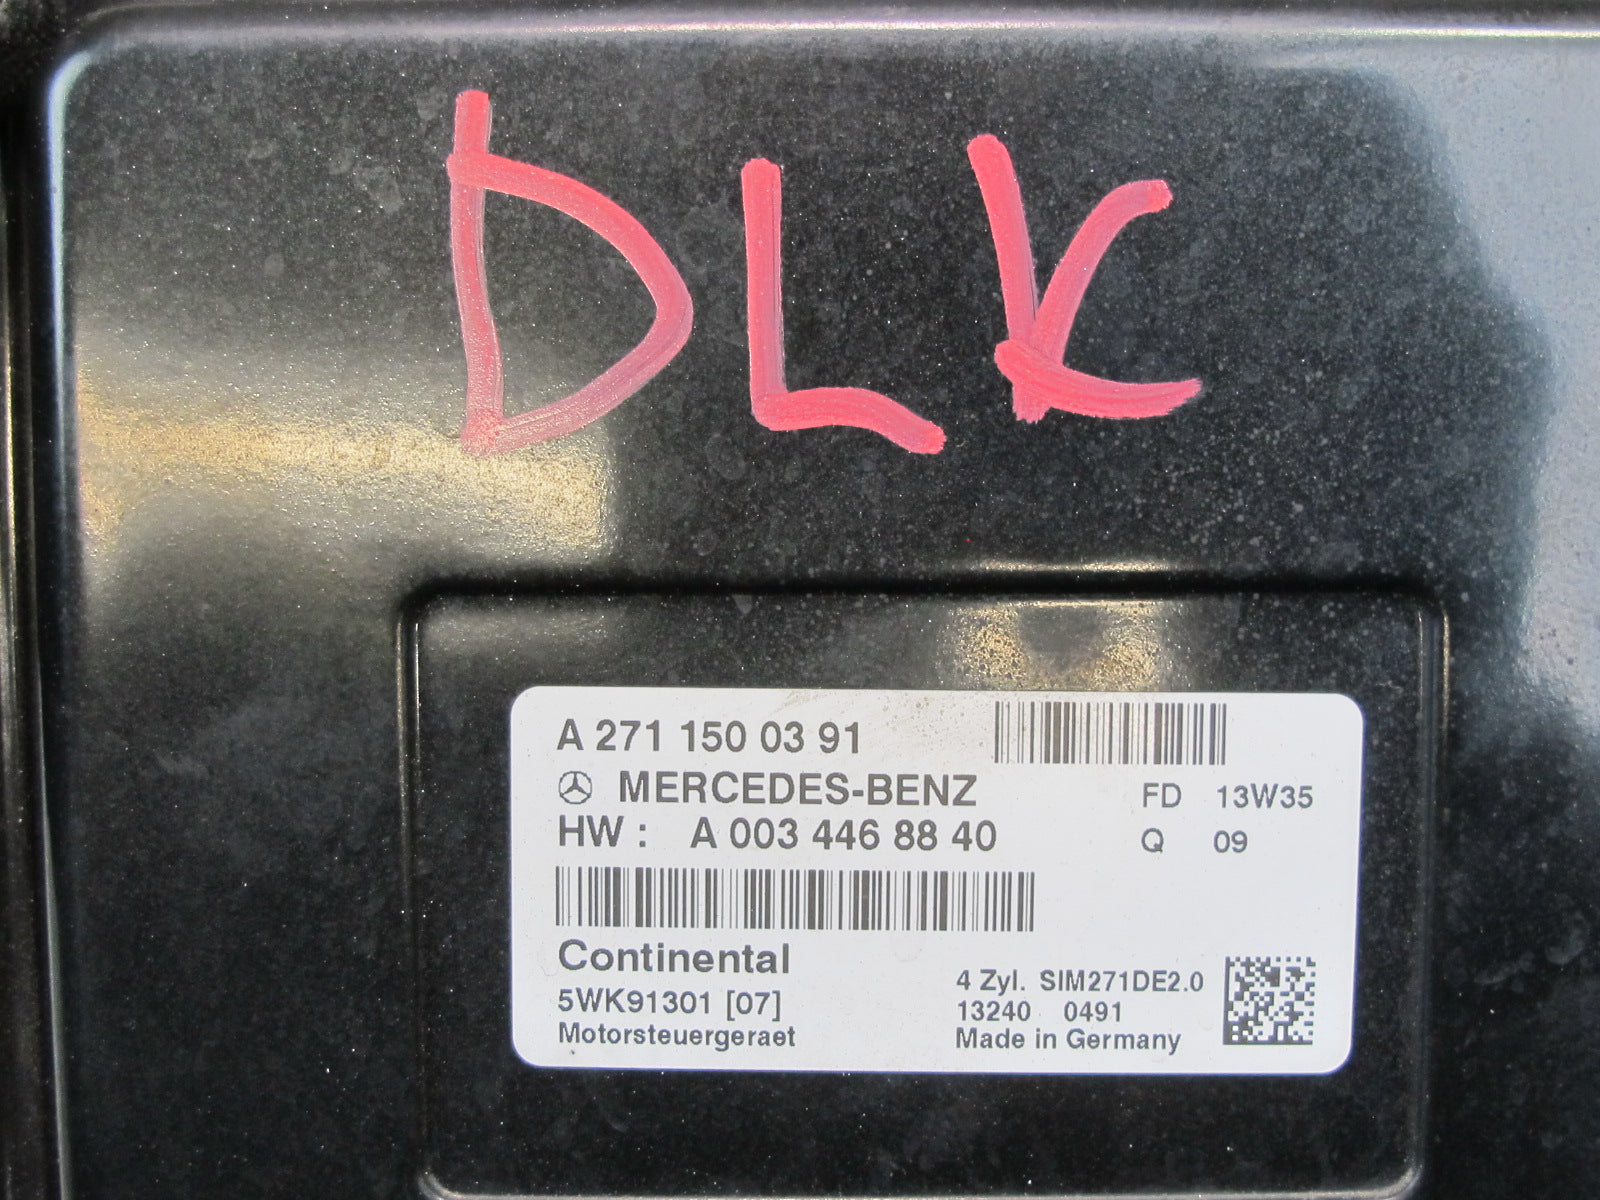 DLK
A 271 150 03 91
MERCEDES-BENZ FD 13W35
HW : A 003 446 88 40 Q 09
Continental
5WK91301 [07] 4 Zyl. SIM271DE2.0
13240 0491
Motorsteuergeraet Made in Germany